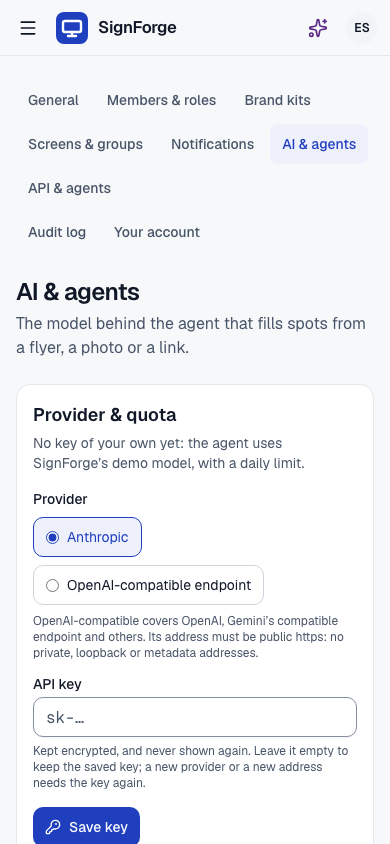 SignForge
ES
General
Members & roles
Brand kits
Screens & groups
Notifications
AI & agents
API & agents
Audit log
Your account
AI & agents
The model behind the agent that fills spots from
a flyer, a photo or a link.
Provider & quota
No key of your own yet: the agent uses
SignForge's demo model, with a daily limit.
Provider
Anthropic
OpenAI-compatible endpoint
OpenAI-compatible covers OpenAI, Gemini's compatible
endpoint and others. Its address must be public https: no
private, loopback or metadata addresses.
API key
sk-…
Kept encrypted, and never shown again. Leave it empty to
keep the saved key; a new provider or a new address
needs the key again.
Save key